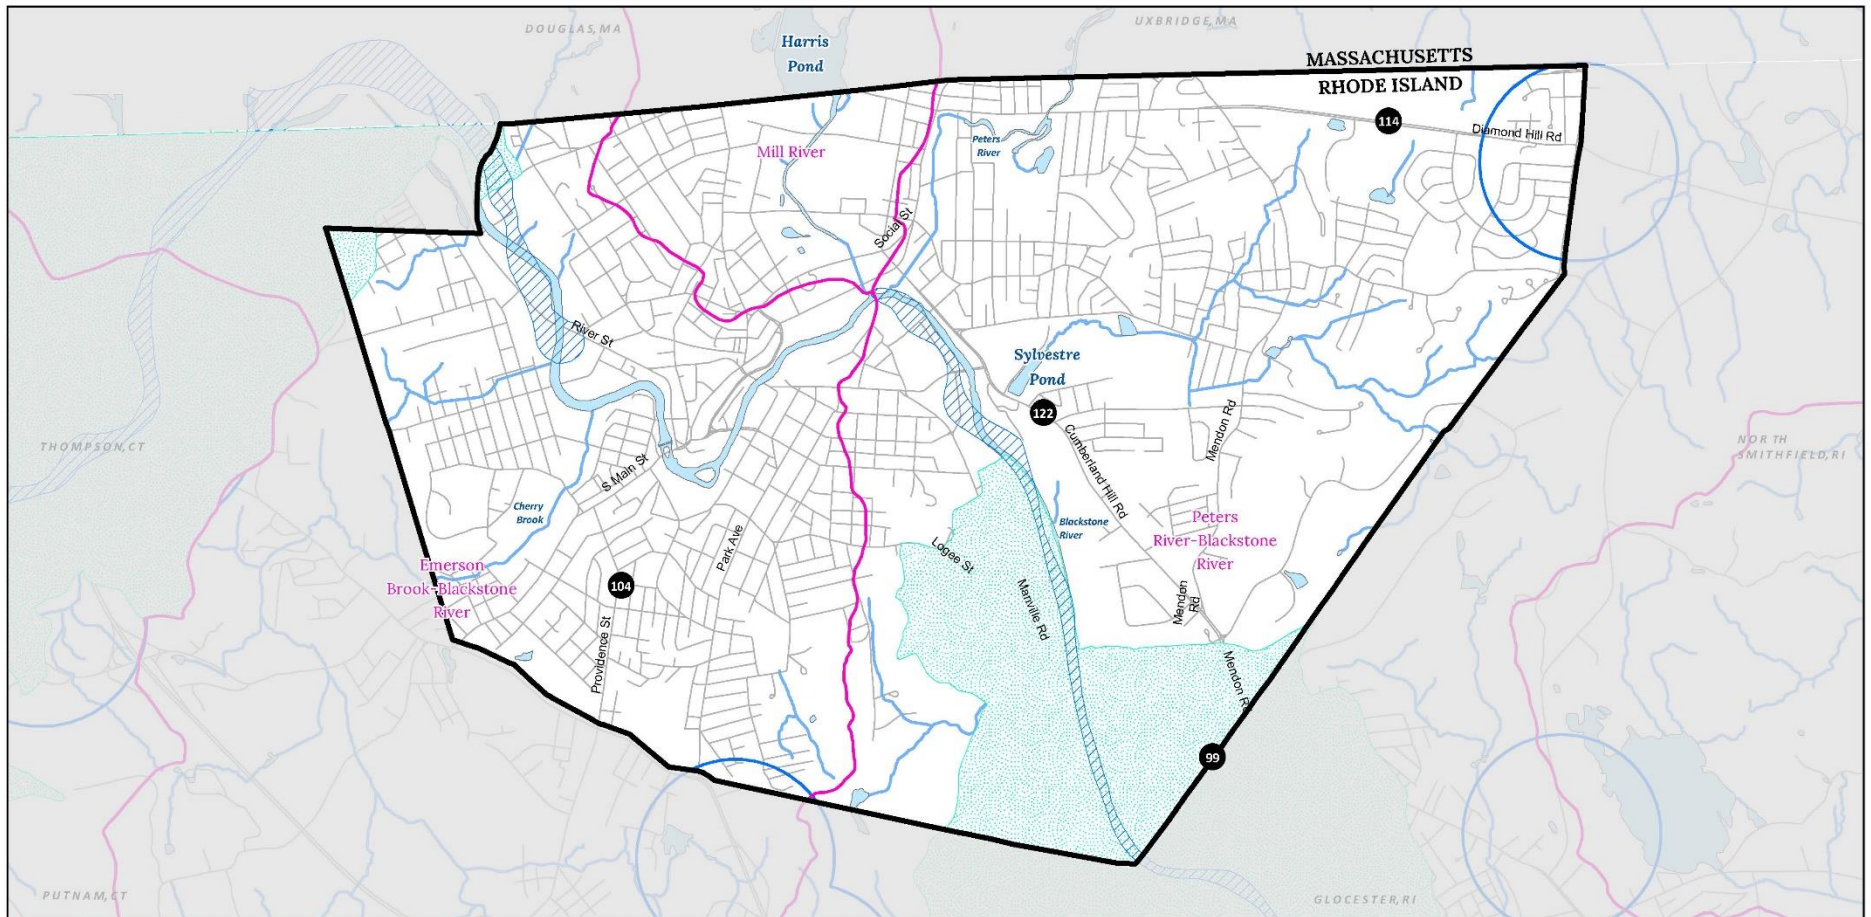 DOUGLAS,MA
UXBRIDGE,MA
Harris
Pond
MASSACHUSETTS
RHODE ISLAND
114
Diamond Hill Rd
Peters
River
Mill River
Social St
River St
Sylvestre
Pond
122
Cumberland Hill Rd
Mendon Rd
THOMPSON,CT
NORTH
SMITHFIELD,RI
S Main St
Cherry
Brook
Park Ave
Blackstone
River
Peters
River-Blackstone
River
Logee St
Emerson
Brook-Blackstone
River
104
Manville Rd
Mendon
Rd
Providence St
Mendon Rd
99
PUTNAM,CT
GLOCESTER,RI